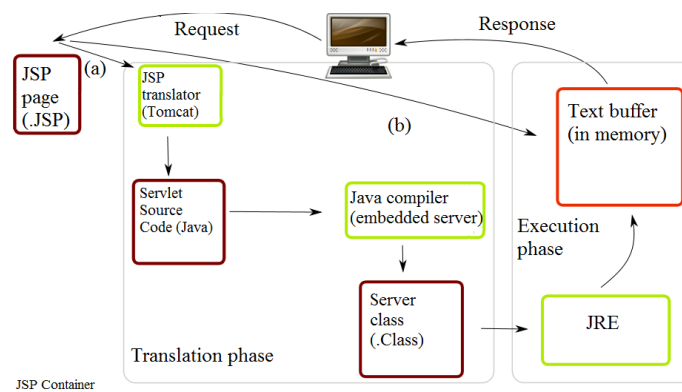 Request
Response
JSP
page
(.JSP)
(a)
JSP
translator
(Tomcat)
(b)
Text buffer
(in memory)
Servlet
Source
Code (Java)
Java compiler
(embedded server)
Execution
phase
Server
class
(.Class)
JRE
Translation phase
JSP Container